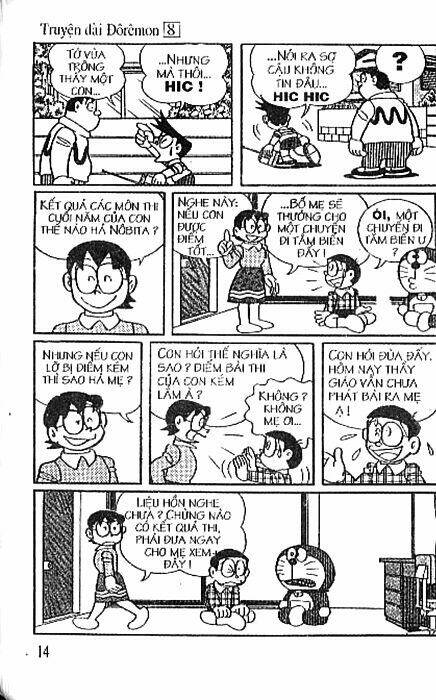 Truyện dài Đôrêmon 8
TỚ VỪA
TRÔNG
THẤY MỘT
CON...
...NHƯNG
MÀ THÔI...
HIC !
...NÓI RA SỢ
CẬU KHÔNG
TIN ĐÂU...
HIC HIC
?
KẾT QUẢ CÁC MÔN THI
CUỐI NĂM CỦA CON
THẾ NÀO HẢ NÔBITA ?
NGHE NÀY:
NẾU CON
ĐƯỢC
ĐIỂM
TỐT...
...BỐ MẸ SẼ
THƯỞNG CHO
MỘT CHUYẾN
ĐI TẮM BIỂN
ĐẤY !
ÔI, MỘT
CHUYẾN ĐI
TẮM BIỂN Ư
?
NHƯNG NẾU CON
LỠ BỊ ĐIỂM KÉM
THÌ SAO HẢ MẸ ?
CON HỎI THẾ NGHĨA LÀ
SAO ? ĐIỂM BÀI THI
CỦA CON KÉM
LẮM À ?
KHÔNG ?
KHÔNG
MẸ ƠI...
CON HỎI ĐÙA ĐẤY.
HÔM NAY THẦY
GIÁO VẪN CHƯA
PHÁT BÀI RA MẸ
Ạ !
LIỆU HỒN NGHE
CHƯA ? CHỪNG NÀO
CÓ KẾT QUẢ THI,
PHẢI ĐƯA NGAY
CHO MẸ XEM
ĐẤY !
14